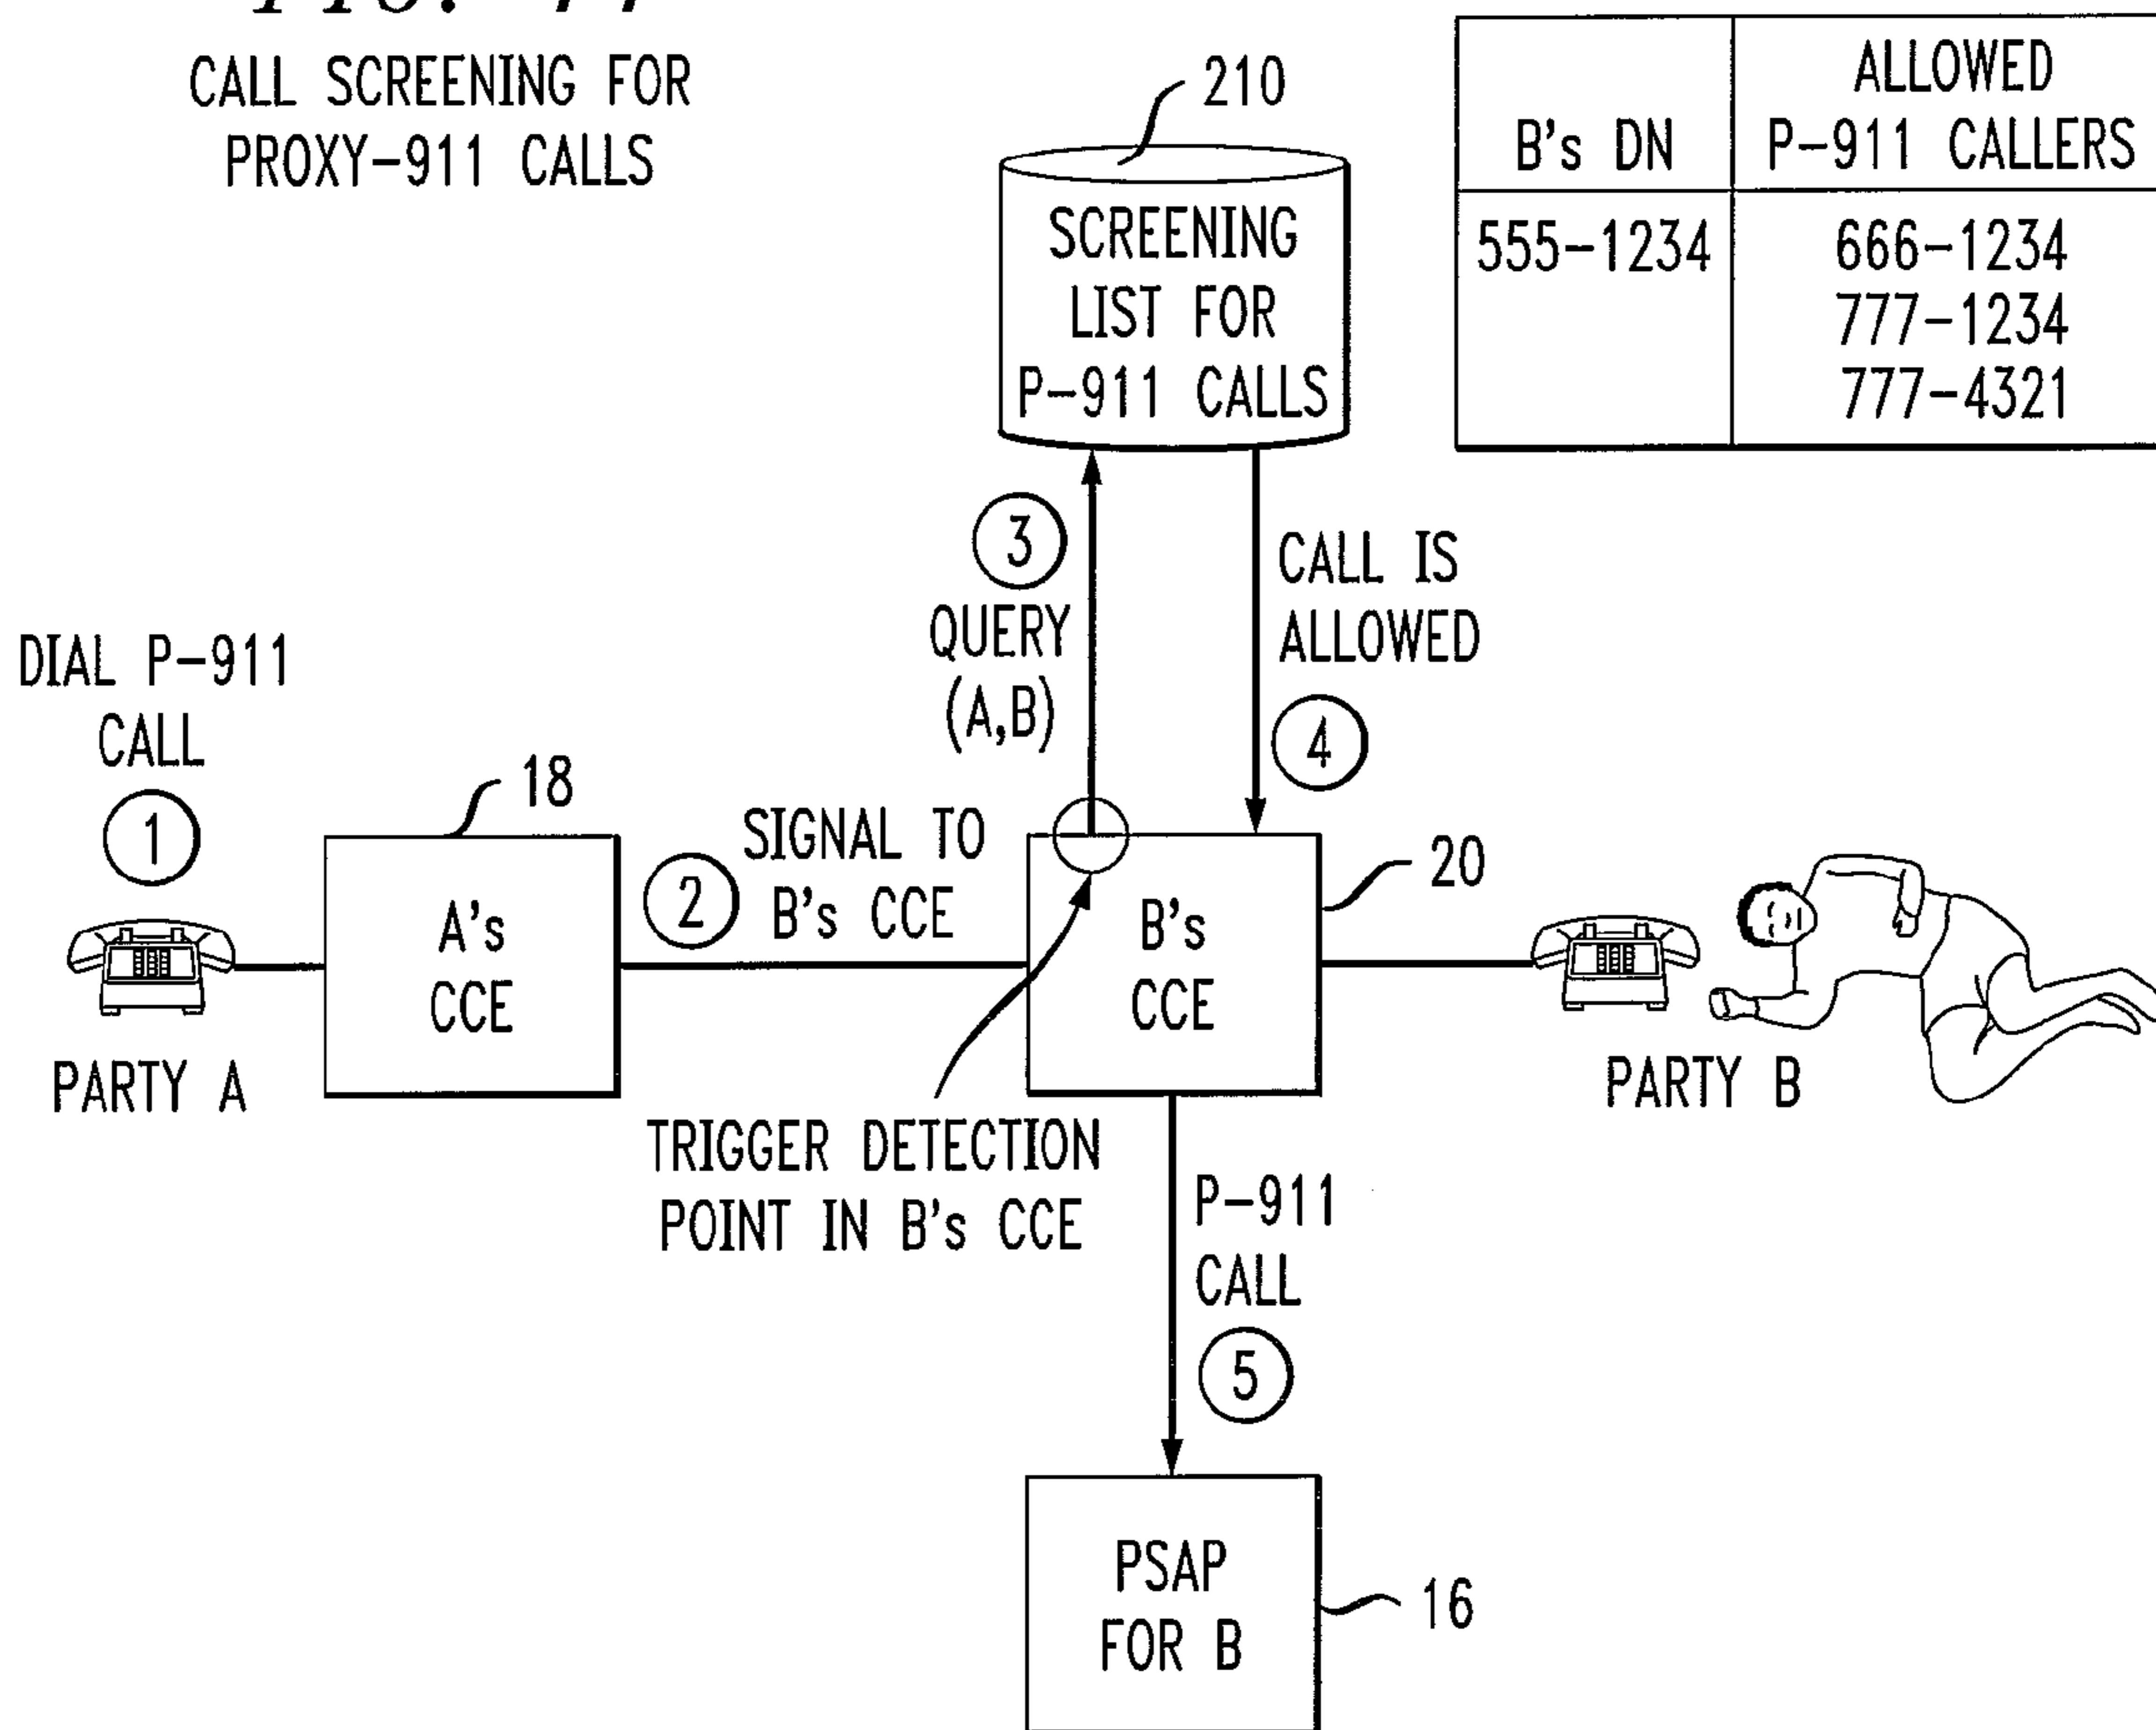 CALL SCREENING FOR
PROXY-911 CALLS
210
SCREENING
LIST FOR
P-911 CALLS
B's DN
ALLOWED
P-911 CALLERS
555-1234
666-1234
777-1234
777-4321
3
QUERY
(A,B)
CALL IS
ALLOWED
4
DIAL P-911
CALL
1
PARTY A
18
A's
CCE
2
SIGNAL TO
B's CCE
20
B's
CCE
PARTY B
TRIGGER DETECTION
POINT IN B's CCE
P-911
CALL
5
PSAP
FOR B
16